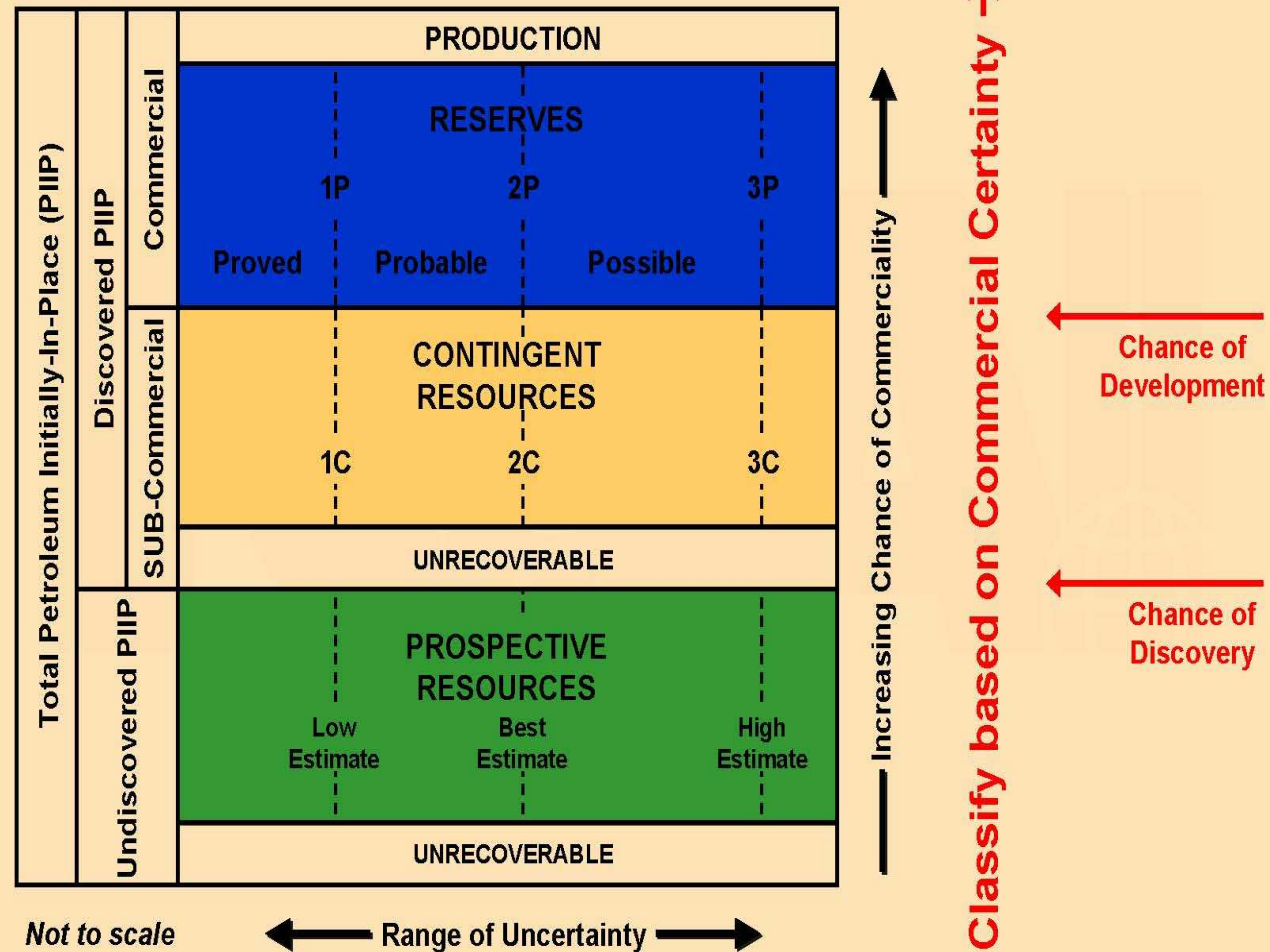 Total Petroleum Initially-In-Place (PIIP)
Discovered PIIP
Undiscovered PIIP
Commercial
SUB-Commercial
PRODUCTION
RESERVES
1P 2P 3P
Proved Probable Possible
CONTINGENT
RESOURCES
1C 2C 3C
UNRECOVERABLE
PROSPECTIVE
RESOURCES
Low Best High
Estimate Estimate Estimate
UNRECOVERABLE
Not to scale
Range of Uncertainty
Increasing Chance of Commerciality
Classify based on Commercial Certainty
Chance of
Development
Chance of
Discovery